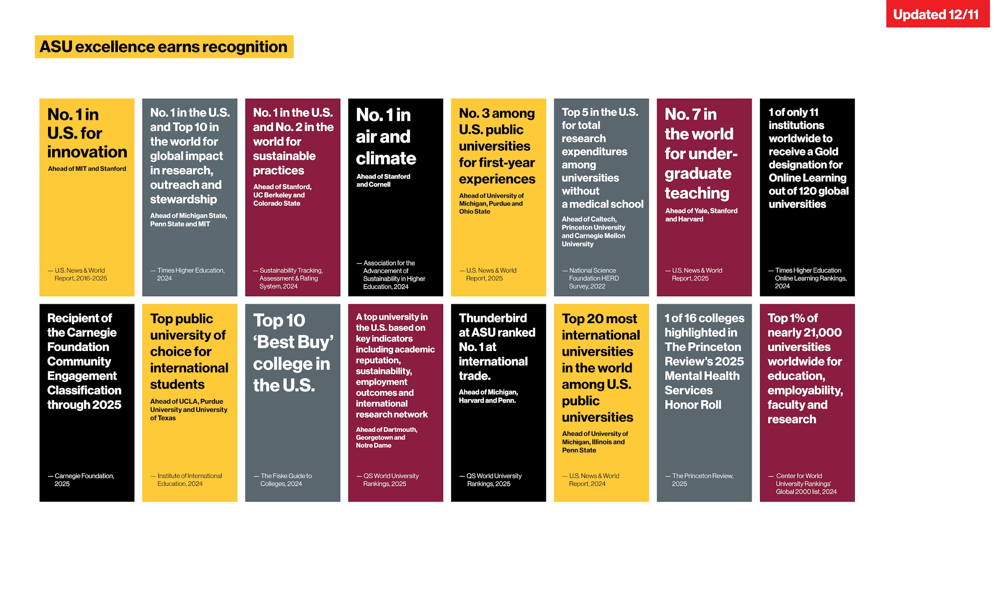 Updated 12/11
ASU excellence earns recognition
No. 1 in
U.S. for
innovation
Ahead of MIT and Stanford
— U.S. News & World
Report, 2016-2025
No. 1 in the U.S.
and Top 10 in
the world for
global impact
in research,
outreach and
stewardship
Ahead of Michigan State,
Penn State and MIT
— Times Higher Education,
2024
No. 1 in the U.S.
and No. 2 in the
world for
sustainable
practices
Ahead of Stanford,
UC Berkeley and
Colorado State
— Sustainability Tracking,
Assessment & Rating
System, 2024
No. 1 in
air and
climate
Ahead of Stanford
and Cornell
— Association for the
Advancement of
Sustainability in Higher
Education, 2024
No. 3 among
U.S. public
universities
for first-year
experiences
Ahead of University of
Michigan, Purdue and
Ohio State
— U.S. News & World
Report, 2025
Top 5 in the U.S.
for total
research
expenditures
among
universities
without
a medical school
Ahead of Caltech,
Princeton University
and Carnegie Mellon
University
— National Science
Foundation HERD
Survey, 2022
No. 7 in
the world
for under-
graduate
teaching
Ahead of Yale, Stanford
and Harvard
— U.S. News & World
Report, 2025
1 of only 11
institutions
worldwide to
receive a Gold
designation for
Online Learning
out of 120 global
universities
— Times Higher Education
Online Learning Rankings,
2024
Recipient of
the Carnegie
Foundation
Community
Engagement
Classification
through 2025
— Carnegie Foundation,
2025
Top public
university of
choice for
international
students
Ahead of UCLA, Purdue
University and University
of Texas
— Institute of International
Education, 2024
Top 10
‘Best Buy’
college in
the U.S.
— The Fiske Guide to
Colleges, 2024
A top university in
the U.S. based on
key indicators
including academic
reputation,
sustainability,
employment
outcomes and
international
research network
Ahead of Dartmouth,
Georgetown and
Notre Dame
— QS World University
Rankings, 2025
Thunderbird
at ASU ranked
No. 1 at
international
trade.
Ahead of Michigan,
Harvard and Penn.
— QS World University
Rankings, 2025
Top 20 most
international
universities
in the world
among U.S.
public
universities
Ahead of University of
Michigan, Illinois and
Penn State
— U.S. News & World
Report, 2024
1 of 16 colleges
highlighted in
The Princeton
Review's 2025
Mental Health
Services
Honor Roll
— The Princeton Review,
2025
Top 1% of
nearly 21,000
universities
worldwide for
education,
employability,
faculty and
research
— Center for World
University Rankings’
Global 2000 list, 2024